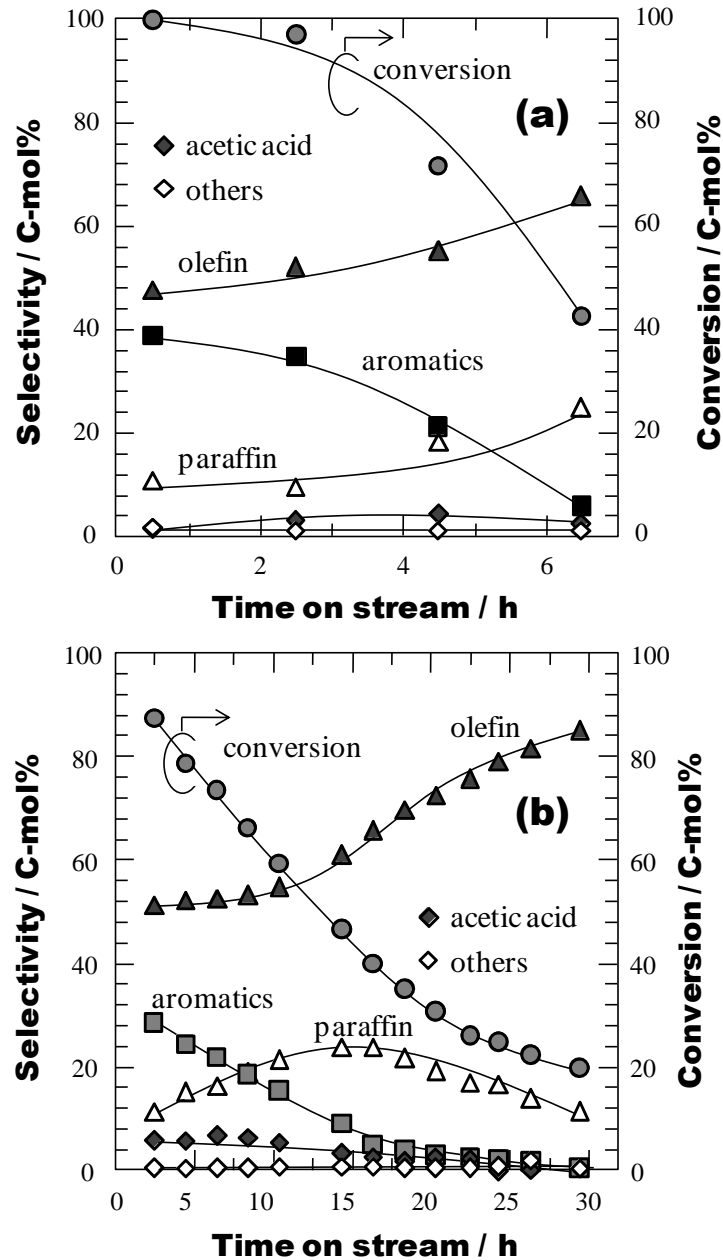 100 100
conversion
(a)
80 80
acetic acid
others
60 60
olefin
40 40
aromatics
20 20
paraffin
0 0
0 2 4 6
Selectivity / C-mol%
Conversion / C-mol%
Time on stream / h
100 100
olefin
conversion
80 80
(b)
60 60
acetic acid
others
40 40
aromatics
paraffin
20 20
0 0
0 5 10 15 20 25 30
Selectivity / C-mol%
Conversion / C-mol%
Time on stream / h